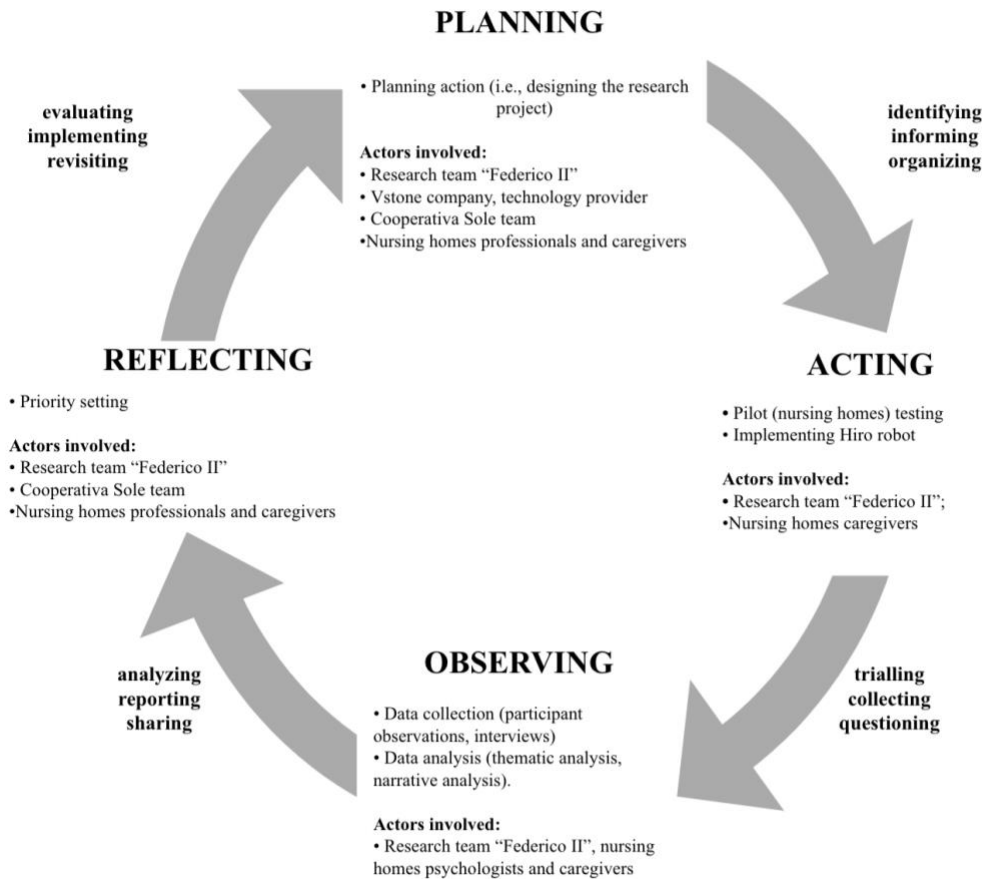 PLANNING
• Planning action (i.e., designing the research
project)
Actors involved:
• Research team “Federico II”
• Vstone company, technology provider
• Cooperativa Sole team
•Nursing homes professionals and caregivers
identifying
informing
organizing
ACTING
• Pilot (nursing homes) testing
• Implementing Hiro robot
Actors involved:
• Research team “Federico II”;
•Nursing homes caregivers
trialling
collecting
questioning
OBSERVING
• Data collection (participant
observations, interviews)
• Data analysis (thematic analysis,
narrative analysis).
Actors involved:
• Research team “Federico II”, nursing
homes psychologists and caregivers
analyzing
reporting
sharing
REFLECTING
• Priority setting
Actors involved:
• Research team “Federico II”
• Cooperativa Sole team
•Nursing homes professionals and caregivers
evaluating
implementing
revisiting